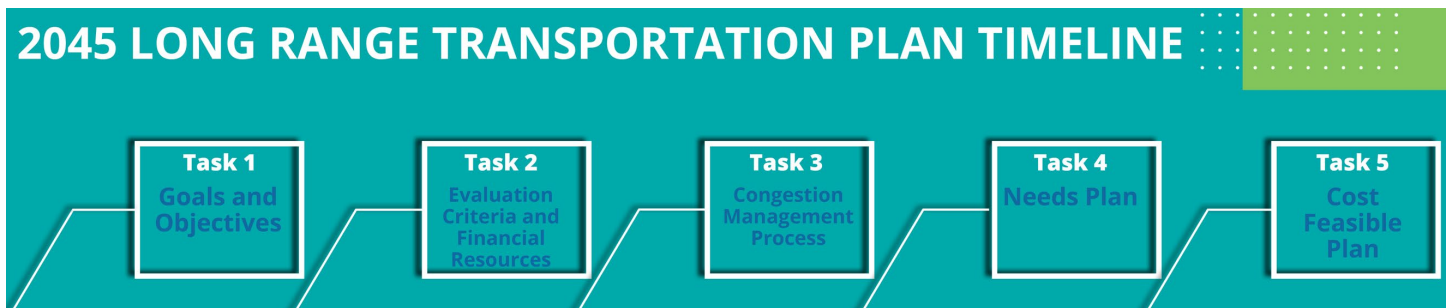 2045 LONG RANGE TRANSPORTATION PLAN TIMELINE
Task 1
Goals and
Objectives
Task 2
Evaluation
Criteria and
Financial
Resources
Task 3
Congestion
Management
Process
Task 4
Needs Plan
Task 5
Cost
Feasible
Plan